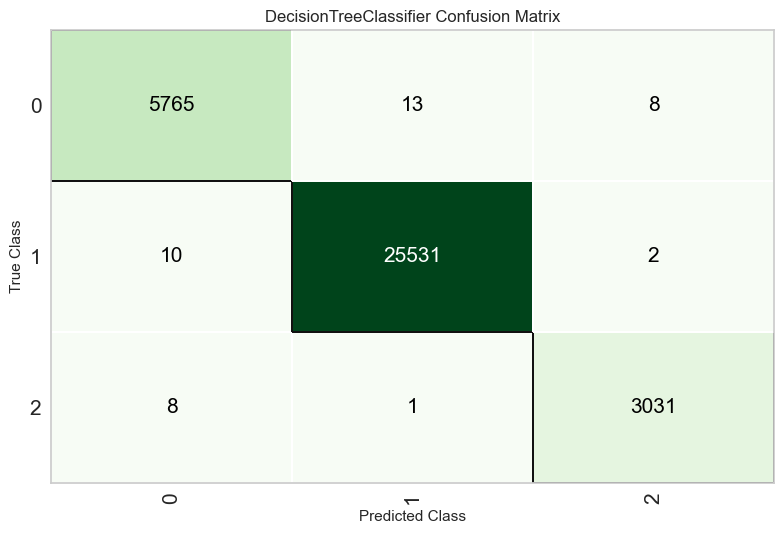 DecisionTreeClassifier Confusion Matrix
0 5765 13 8
True Class
1 10 25531 2
2 8 1 3031
0 1 2
Predicted Class